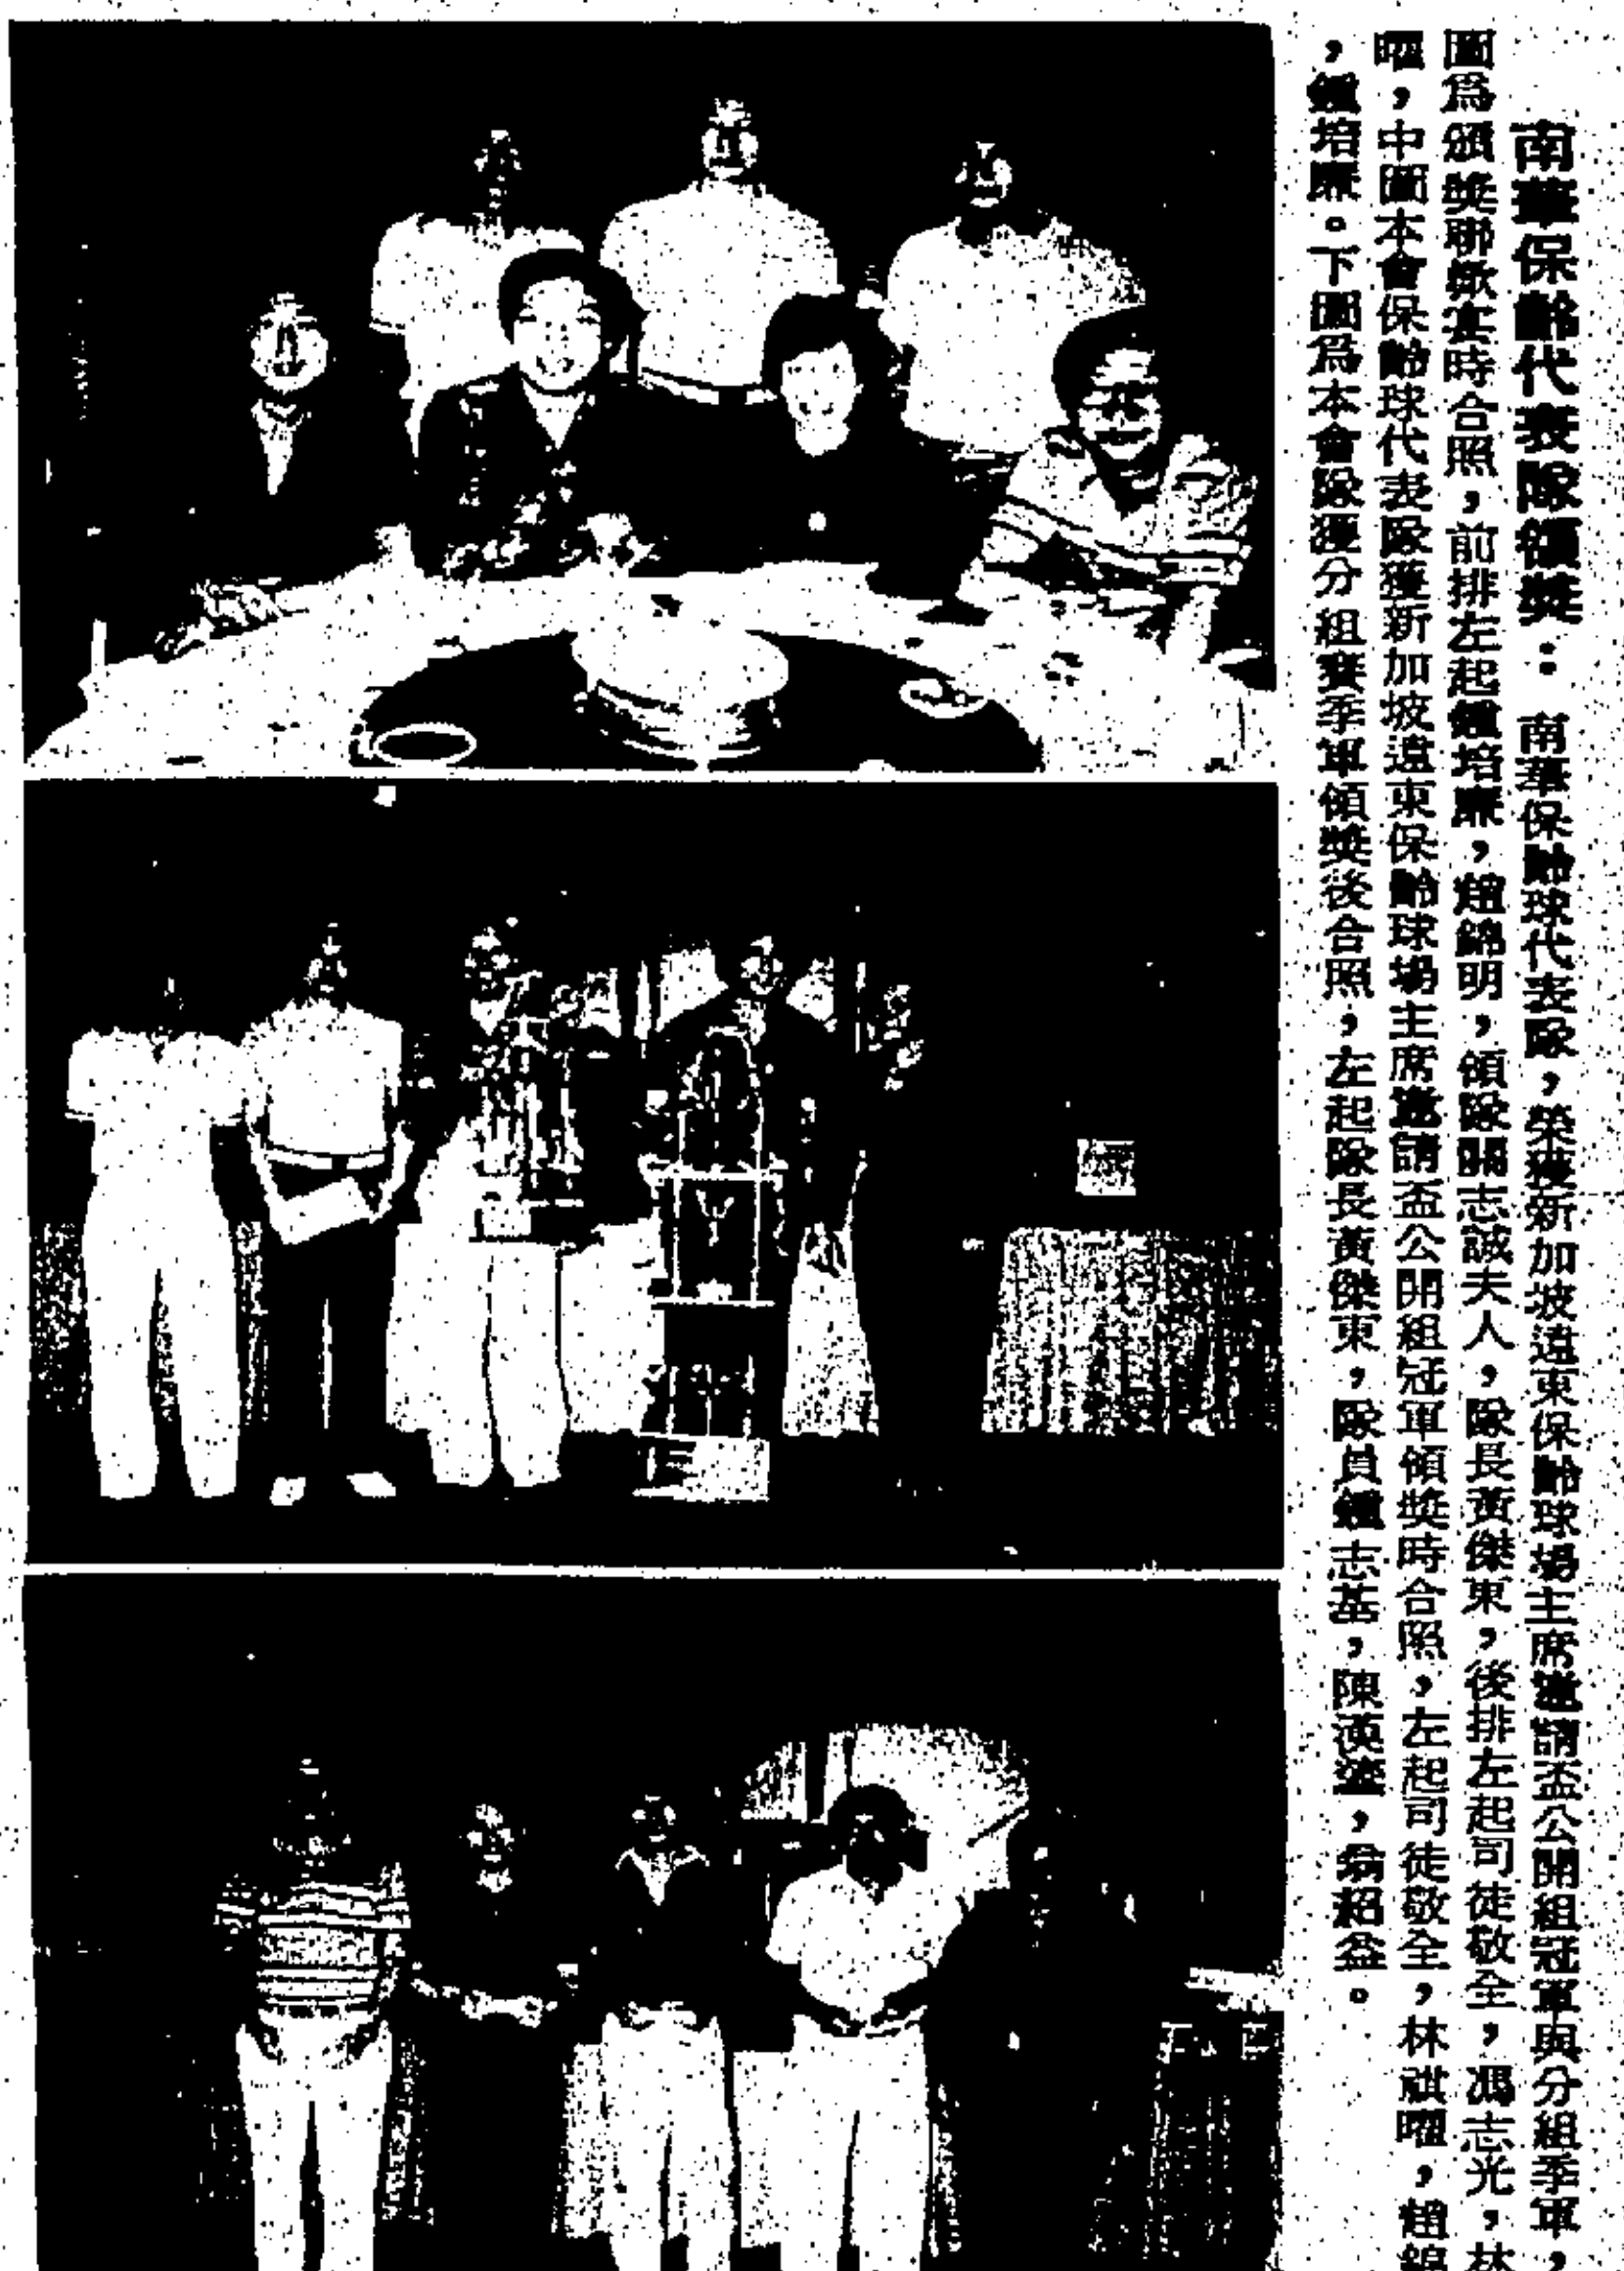 南華保齡代表隊領獎：南華保齡球代表隊，榮獲新加坡遠東保齡球場主席邀請盃公開組冠軍與分組季軍，
圖為頒獎聯歡宴時合照，前排左起鍾培廉，趙錦明，領隊關志誠夫人，隊長黃傑東，後排左起司徒敬全，馮志光，林
曜，中圖本會保齡球代表隊獲新加坡遠東保齡球場主席邀請盃公開組冠軍領獎時合照，左起司徒敬全，林祺曜，趙錦
，鍾培廉。下圖為本會隊獲分組賽季軍領獎後合照，左起隊長黃傑東，隊員鍾志基，陳漢，超。